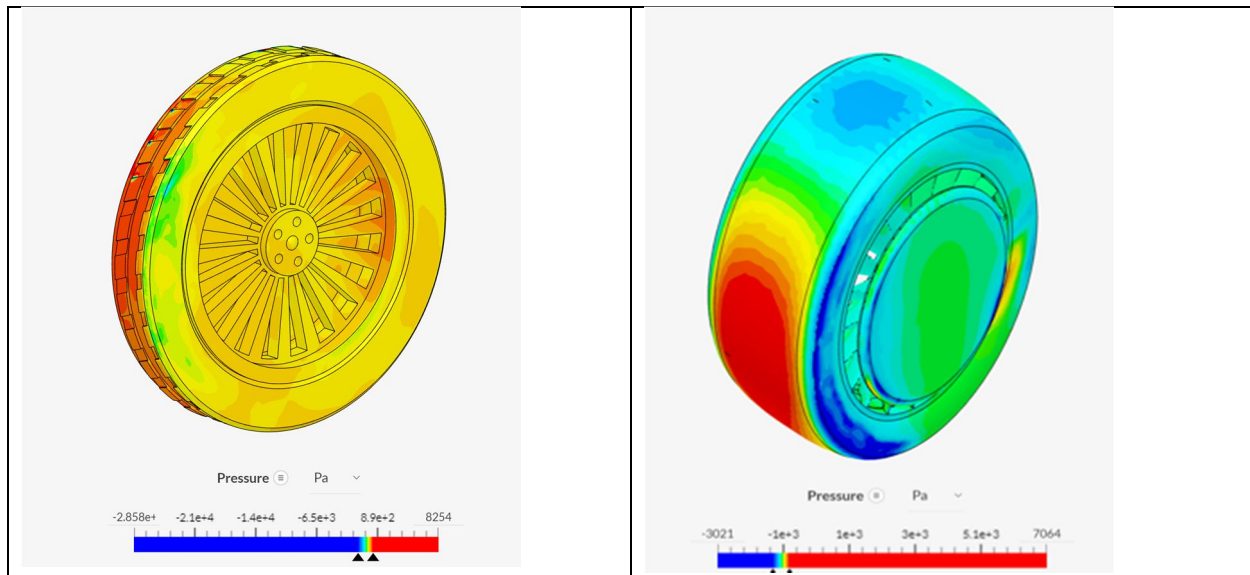 Pressure Pa
-2.858e+ -2.1e+4 -1.4e+4 -6.5e+3 8.9e+2 8254
Pressure Pa
-3021 -1e+3 1e+3 3e+3 5.1e+3 7064